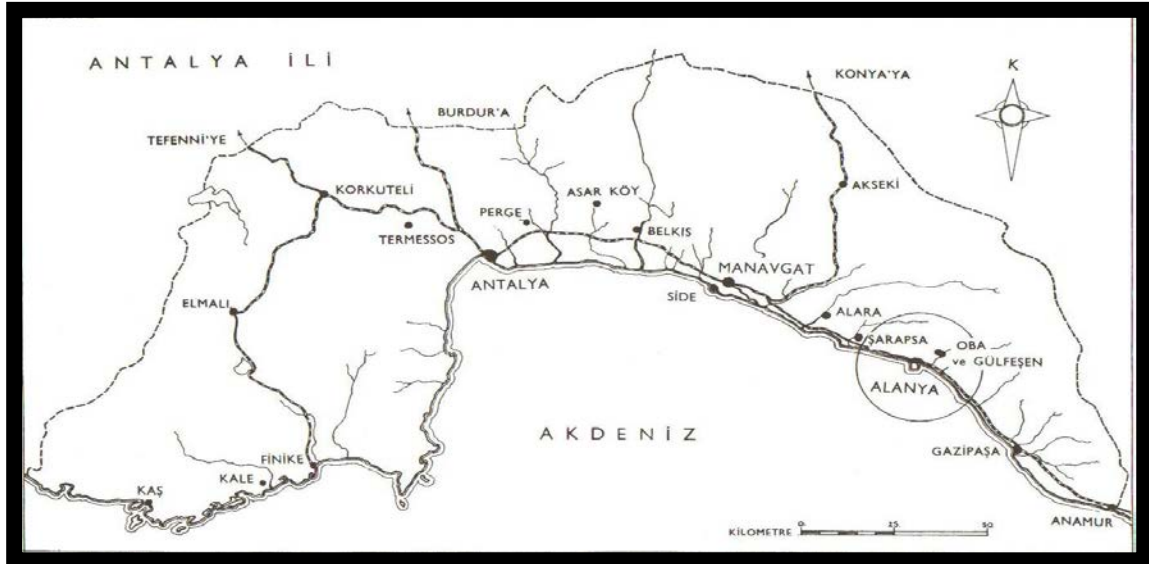 ANTALYA İLİ
K
KONYA'YA
BURDUR'A
TEFENNİ'YE
KORKUTELİ
ASAR KÖY
AKSEKİ
PERGE
TERMESSOS
BELKIS
MANAVGAT
ANTALYA
SİDE
ELMALI
ALARA
ŞARAPSA
OBA
ve GÜLFEŞEN
ALANYA
AKDENİZ
GAZİPAŞA
FİNİKE
KALE
KAŞ
ANAMUR
KİLOMETRE 0 25 50